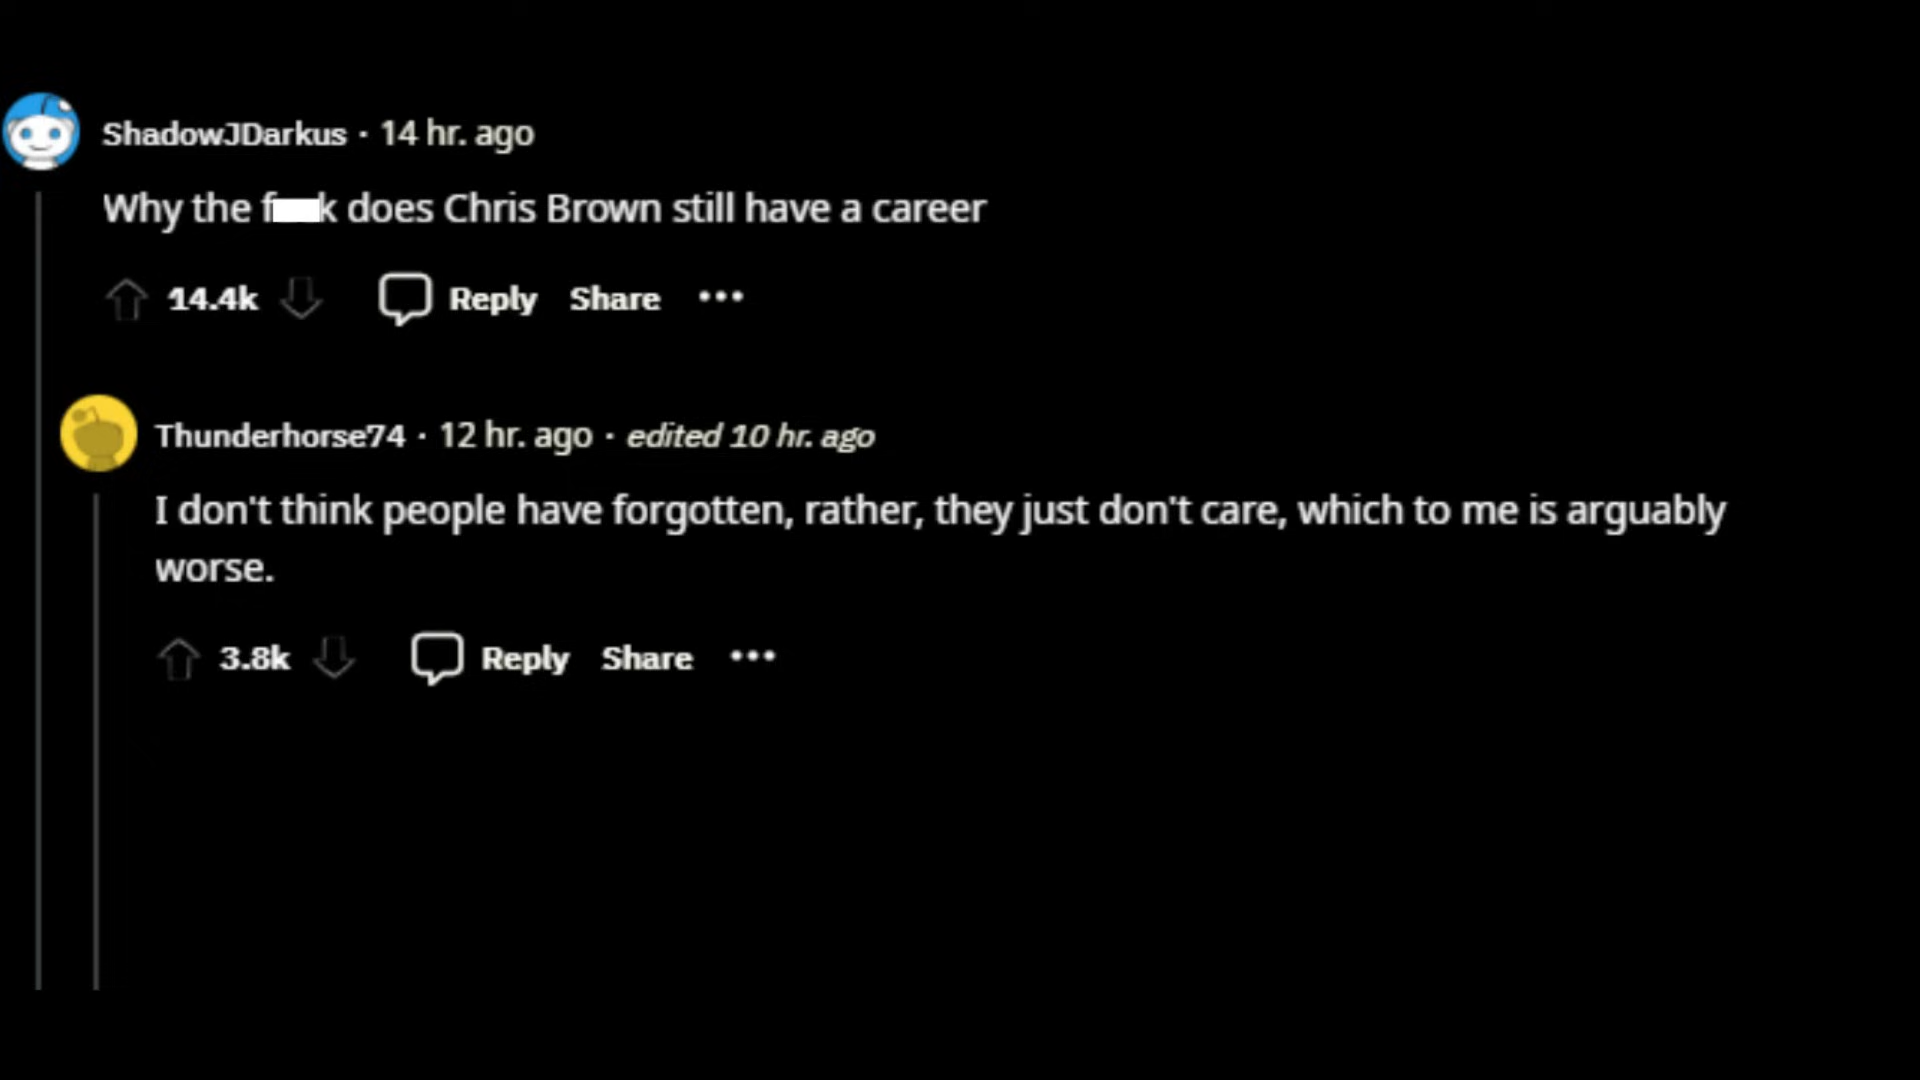 ShadowJDarkus · 14 hr. ago
Why the f k does Chris Brown still have a career
14.4k Reply Share •••
Thunderhorse74 · 12 hr. ago · edited 10 hr. ago
I don't think people have forgotten, rather, they just don't care, which to me is arguably
worse.
3.8k Reply Share •••